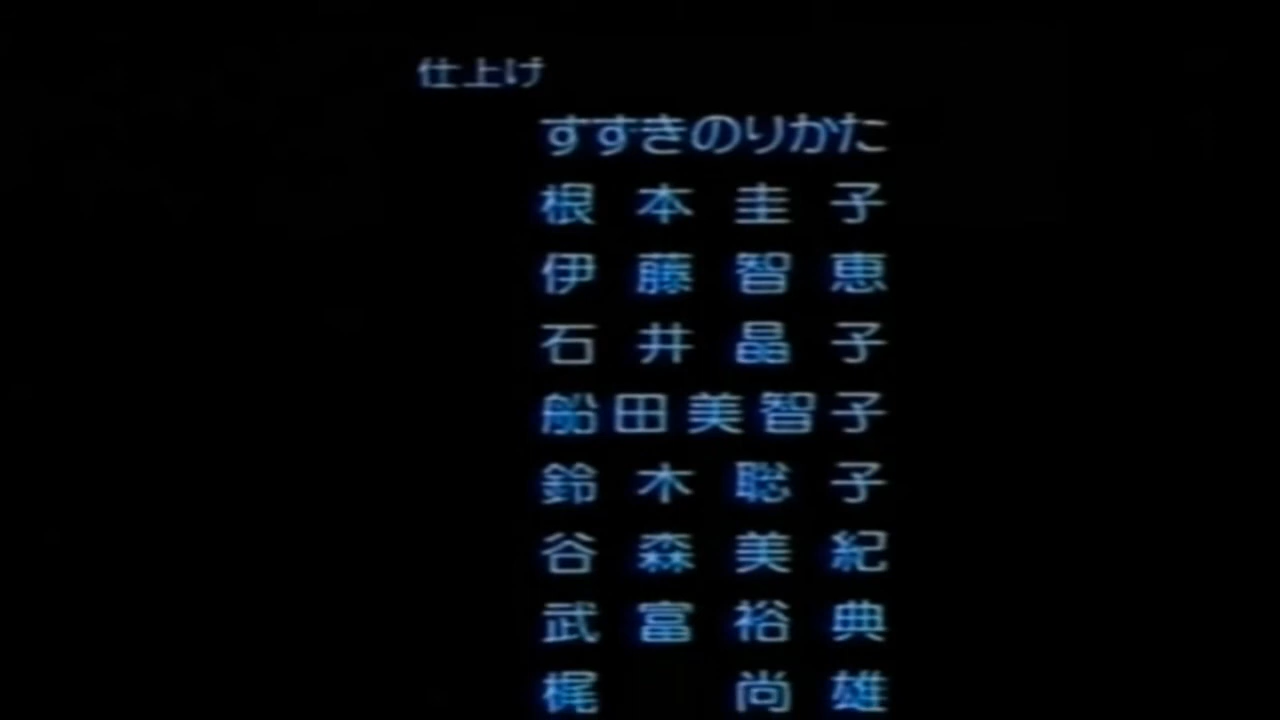 仕上げ
すすきのりかた
根本圭子
伊藤智恵
石井晶子
船田美智子
鈴木聡子
谷森美紀
武富裕典
梶 尚雄